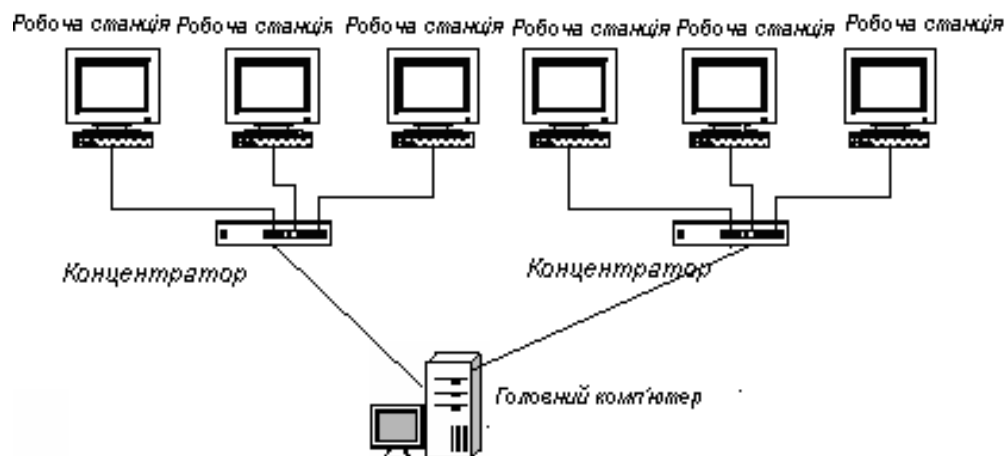 Робоча станція Робоча станція Робоча станція Робоча станція Робоча станція Робоча станція
Концентратор Концентратор
Головний комп'ютер